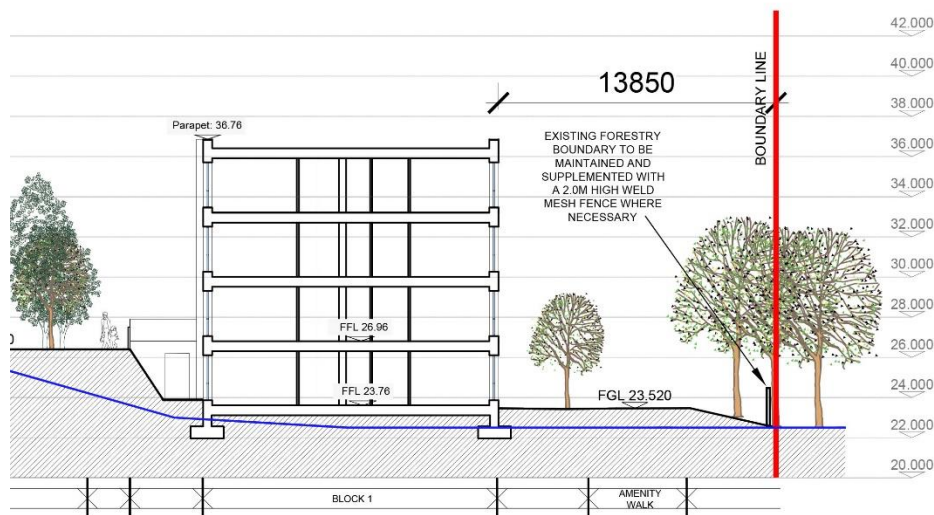 42.000
40.000
13850
38.000
BOUNDARY LINE
Parapet: 36.76
36.000
EXISTING FORESTRY
BOUNDARY TO BE
MAINTAINED AND
SUPPLEMENTED WITH
A 2.0M HIGH WELD
MESH FENCE WHERE
NECESSARY
34.000
32.000
30.000
28.000
FFL 26.96
26.000
FFL 23.76
FGL 23,520
24.000
22.000
20.000
BLOCK 1
AMENITY
WALK